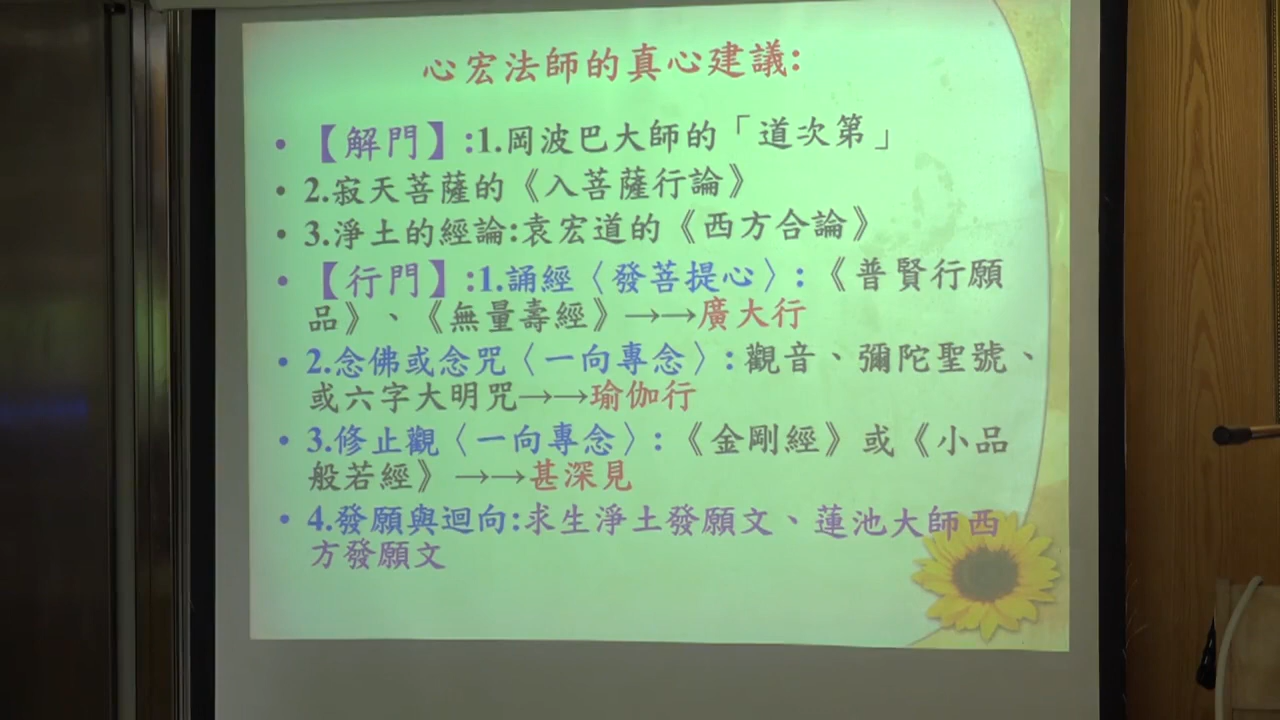 心宏法師的真心建議:
•【解門】:1.岡波巴大師的「道次第」
•2.寂天菩薩的《入菩薩行論》
•3.淨土的經論:袁宏道的《西方合論》
•【行門】:1.誦經〈發菩提心〉:《普賢行願
品》、《無量壽經》→→廣大行
•2.念佛或念咒〈一向專念〉:觀音、彌陀聖號、
或六字大明咒→→瑜伽行
•3.修止觀〈一向專念〉:《金剛經》或《小品
般若經》→→甚深見
•4.發願與迴向:求生淨土發願文、蓮池大師西
方發願文